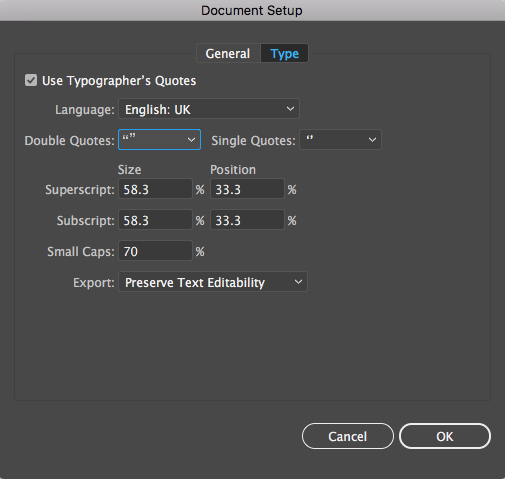 Document Setup
General Type
Use Typographer’s Quotes
Language: English: UK
Double Quotes: “” Single Quotes: ‘’
Size Position
Superscript: 58.3 % 33.3 %
Subscript: 58.3 % 33.3 %
Small Caps: 70 %
Export: Preserve Text Editability
Cancel OK